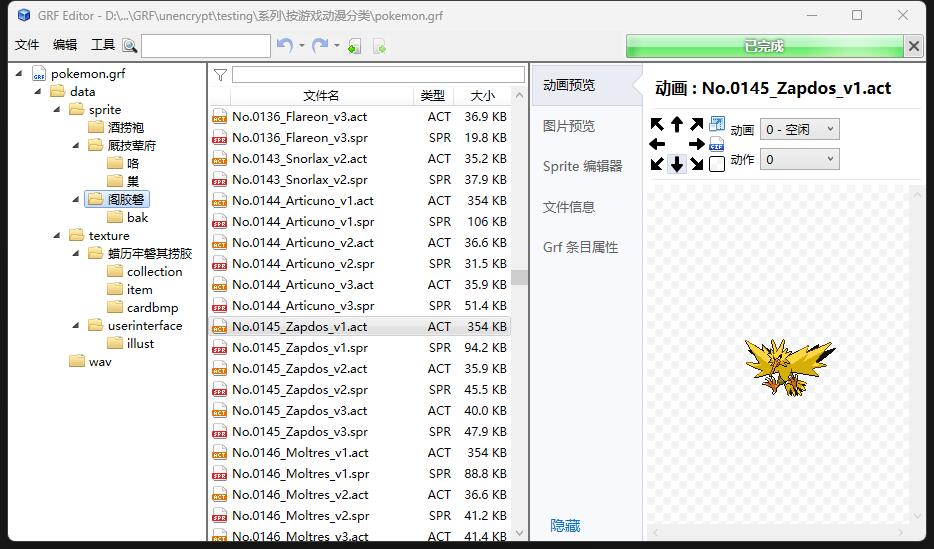 GRF Editor - D:\...\GRF\unencrypt\testing\系列\按游戏动漫分类\pokemon.grf
文件 编辑 工具
已完成
pokemon.grf
data
sprite
酒捞袍
厩技荤府
咯
巢
阁胶磐
bak
texture
蜡历牢磐其捞胶
collection
item
cardbmp
userinterface
illust
wav
文件名 类型 大小
No.0136_Flareon_v3.act ACT 36.9 KB
No.0136_Flareon_v3.spr SPR 19.8 KB
No.0143_Snorlax_v2.act ACT 35.2 KB
No.0143_Snorlax_v2.spr SPR 37.9 KB
No.0144_Articuno_v1.act ACT 354 KB
No.0144_Articuno_v1.spr SPR 106 KB
No.0144_Articuno_v2.act ACT 36.6 KB
No.0144_Articuno_v2.spr SPR 31.5 KB
No.0144_Articuno_v3.act ACT 35.9 KB
No.0144_Articuno_v3.spr SPR 51.4 KB
No.0145_Zapdos_v1.act ACT 354 KB
No.0145_Zapdos_v1.spr SPR 94.2 KB
No.0145_Zapdos_v2.act ACT 35.9 KB
No.0145_Zapdos_v2.spr SPR 45.5 KB
No.0145_Zapdos_v3.act ACT 40.0 KB
No.0145_Zapdos_v3.spr SPR 47.9 KB
No.0146_Moltres_v1.act ACT 354 KB
No.0146_Moltres_v1.spr SPR 88.8 KB
No.0146_Moltres_v2.act ACT 36.6 KB
No.0146_Moltres_v2.spr SPR 41.2 KB
No.0146_Moltres_v3.act ACT 41.4 KB
动画预览
图片预览
Sprite 编辑器
文件信息
Grf 条目属性
隐藏
动画 : No.0145_Zapdos_v1.act
动画 0 - 空闲
动作 0